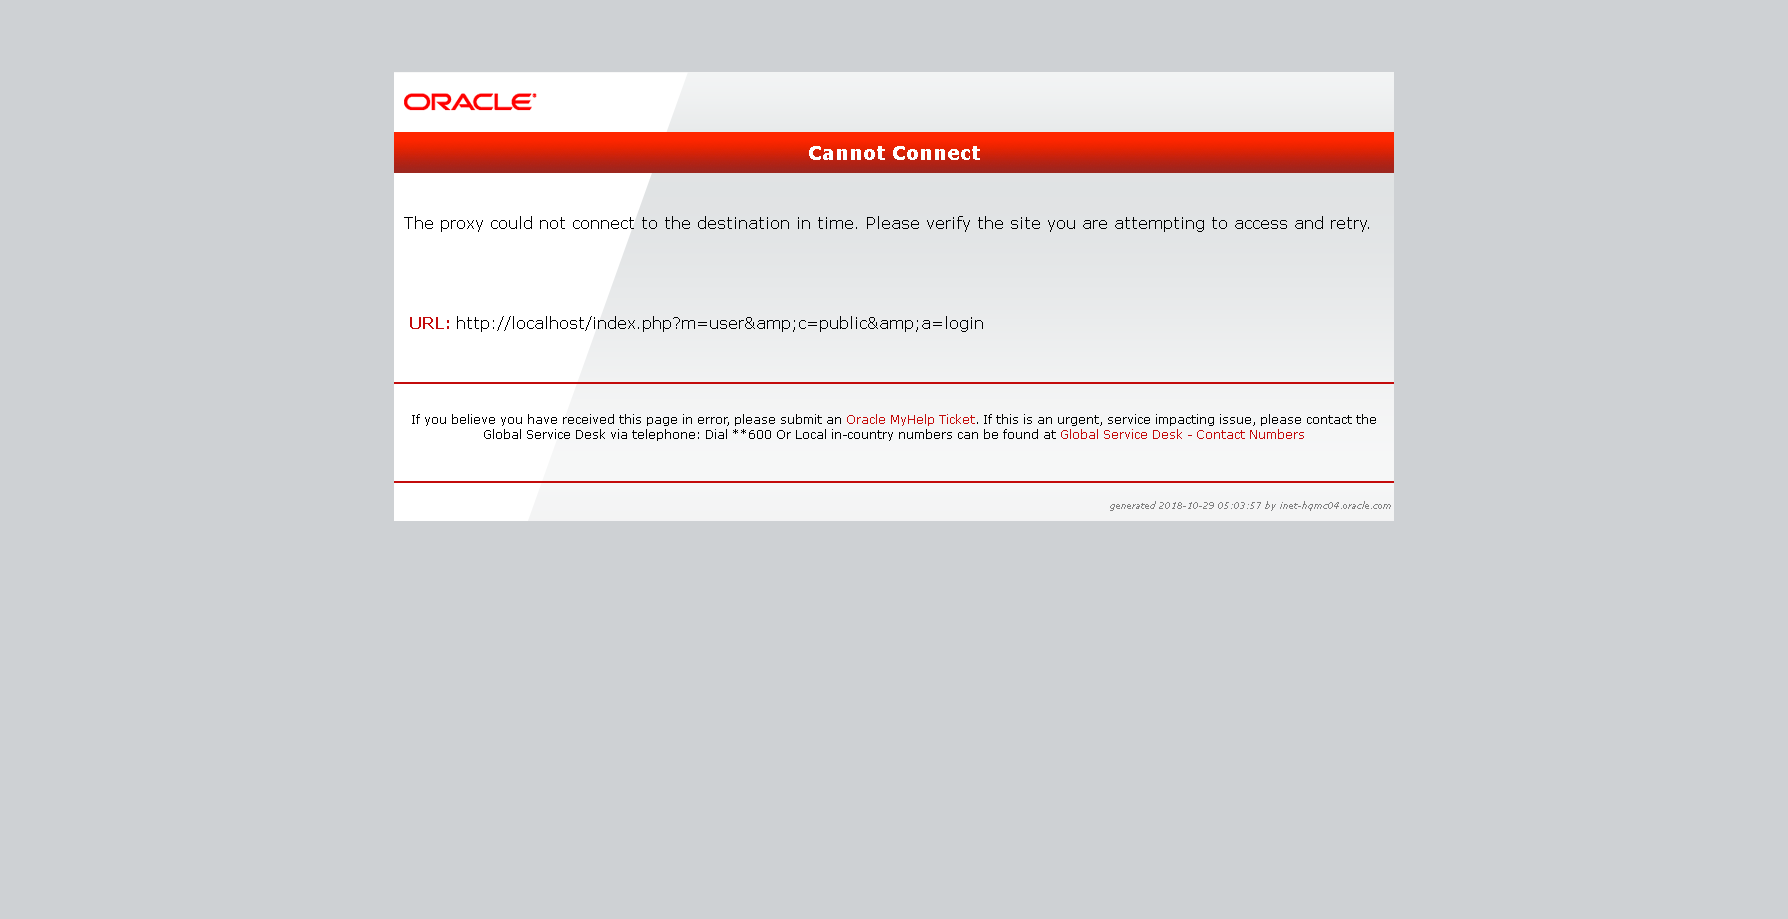 ORACLE
Cannot Connect
The proxy could not connect to the destination in time. Please verify the site you are attempting to access and retry.
URL: http://localhost/index.php?m=user&amp;c=public&amp;a=login
If you believe you have received this page in error, please submit an Oracle MyHelp Ticket. If this is an urgent, service impacting issue, please contact the
Global Service Desk via telephone: Dial **600 Or Local in-country numbers can be found at Global Service Desk - Contact Numbers
generated 2018-10-29 05:03:57 by inet-hqmc04.oracle.com